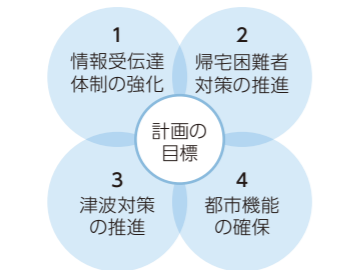 1
情報受伝達
体制の強化
2
帰宅困難者
対策の推進
計画の
目標
3
津波対策
の推進
4
都市機能
の確保